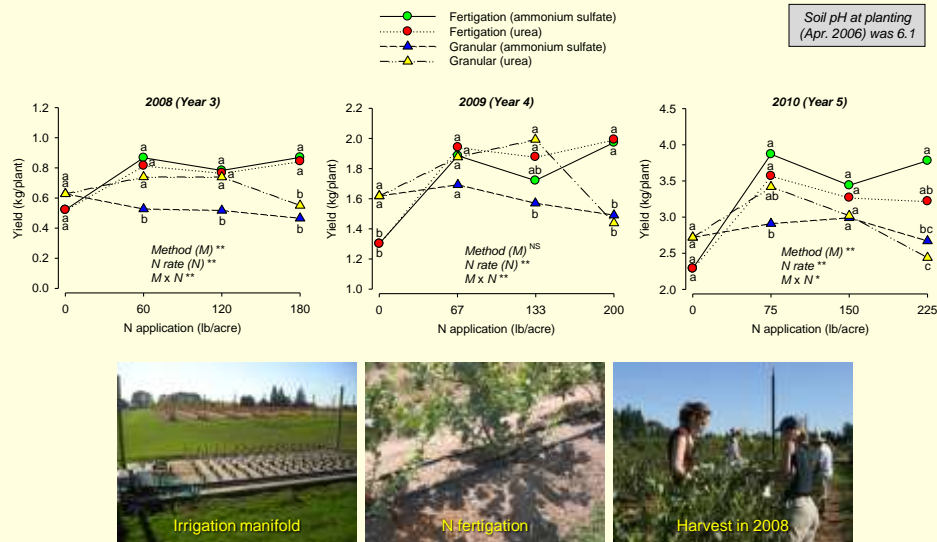 Fertigation (ammonium sulfate)
Fertigation (urea)
Granular (ammonium sulfate)
Granular (urea)
Soil pH at planting
(Apr. 2006) was 6.1
2008 (Year 3)
Yield (kg/plant)
1.2
1.0
0.8
0.6
0.4
0.2
0.0
a
a
a
a
a
a
a
b
a
a
a
b
a
a
b
b
Method (M) **
N rate (N) **
M x N **
0
60
120
180
N application (lb/acre)
2009 (Year 4)
Yield (kg/plant)
2.2
2.0
1.8
1.6
1.4
1.2
1.0
a
a
b
b
a
a
a
a
a
a
ab
b
a
a
b
b
Method (M) NS
N rate (N) **
M x N **
0
67
133
200
N application (lb/acre)
2010 (Year 5)
Yield (kg/plant)
4.5
4.0
3.5
3.0
2.5
2.0
a
a
a
a
a
a
ab
b
a
a
a
a
a
ab
bc
c
Method (M) **
N rate **
M x N *
0
75
150
225
N application (lb/acre)
Irrigation manifold
N fertigation
Harvest in 2008